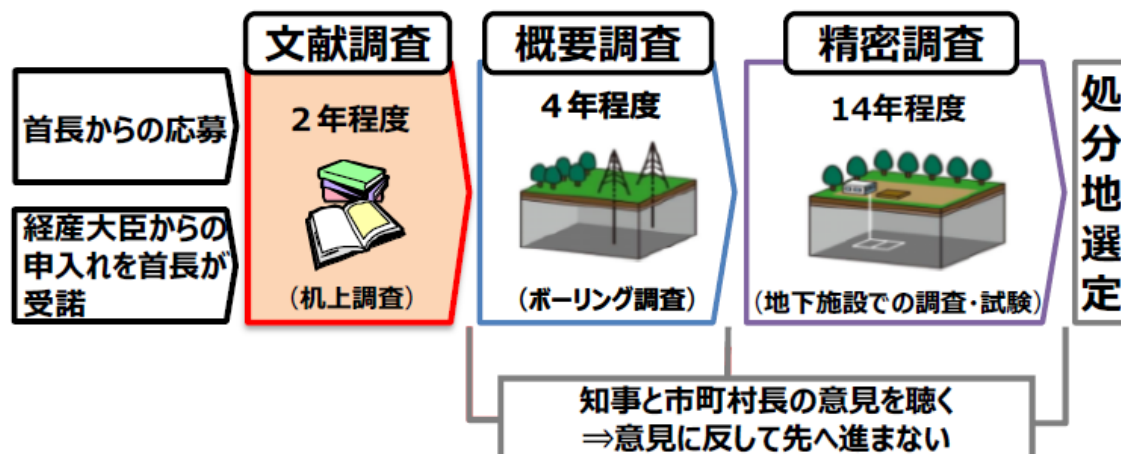 文献調査
概要調査
精密調査
首長からの応募
経産大臣からの
申入れを首長が
受諾
２年程度
（机上調査）
４年程度
（ボーリング調査）
14年程度
（地下施設での調査・試験）
処分地選定
知事と市町村長の意見を聴く
⇒意見に反して先へ進まない